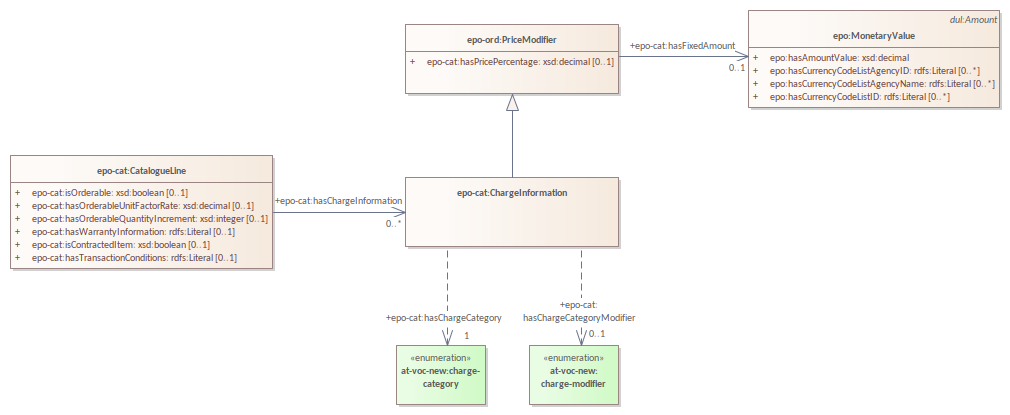 epo-ord:PriceModifier
+ epo-cat:hasPricePercentage: xsd:decimal [0..1]
+epo-cat:hasFixedAmount
0..1
dul:Amount
epo:MonetaryValue
+ epo:hasAmountValue: xsd:decimal
+ epo:hasCurrencyCodeListAgencyID: rdfs:Literal [0..*]
+ epo:hasCurrencyCodeListAgencyName: rdfs:Literal [0..*]
+ epo:hasCurrencyCodeListID: rdfs:Literal [0..*]
epo-cat:CatalogueLine
+ epo-cat:isOrderable: xsd:boolean [0..1]
+ epo-cat:hasOrderableUnitFactorRate: xsd:decimal [0..1]
+ epo-cat:hasOrderableQuantityIncrement: xsd:integer [0..1]
+ epo-cat:hasWarrantyInformation: rdfs:Literal [0..1]
+ epo-cat:isContractedItem: xsd:boolean [0..1]
+ epo-cat:hasTransactionConditions: rdfs:Literal [0..1]
+epo-cat:hasChargeInformation
0..*
epo-cat:ChargeInformation
+epo-cat:hasChargeCategory
1
+epo-cat:
hasChargeCategoryModifier
0..1
«enumeration»
at-voc-new:charge-
category
«enumeration»
at-voc-new:
charge-modifier